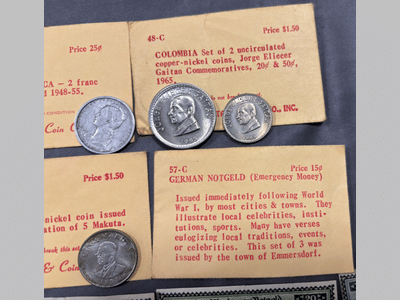 Price 25¢
CA — 2 franc
d 1948-55.
Coin C
48-C
Price $1.50
COLOMBIA Set of 2 uncirculated
copper-nickel coins, Jorge Eliecer
Gaitan Commemoratives, 20¢ & 50¢,
1965.
CO., INC.
Price $1.50
nickel coin issued
ation of 5 Makuta.
& Coin
57-C
Price 15¢
GERMAN NOTGELD (Emergency Money)
Issued immediately following World
War I, by most cities & towns. They
illustrate local celebrities, insti-
tutions, sports. Many have verses
eulogizing local traditions, events,
or celebrities. This set of 3 was
issued by the town of Emmersdorf.